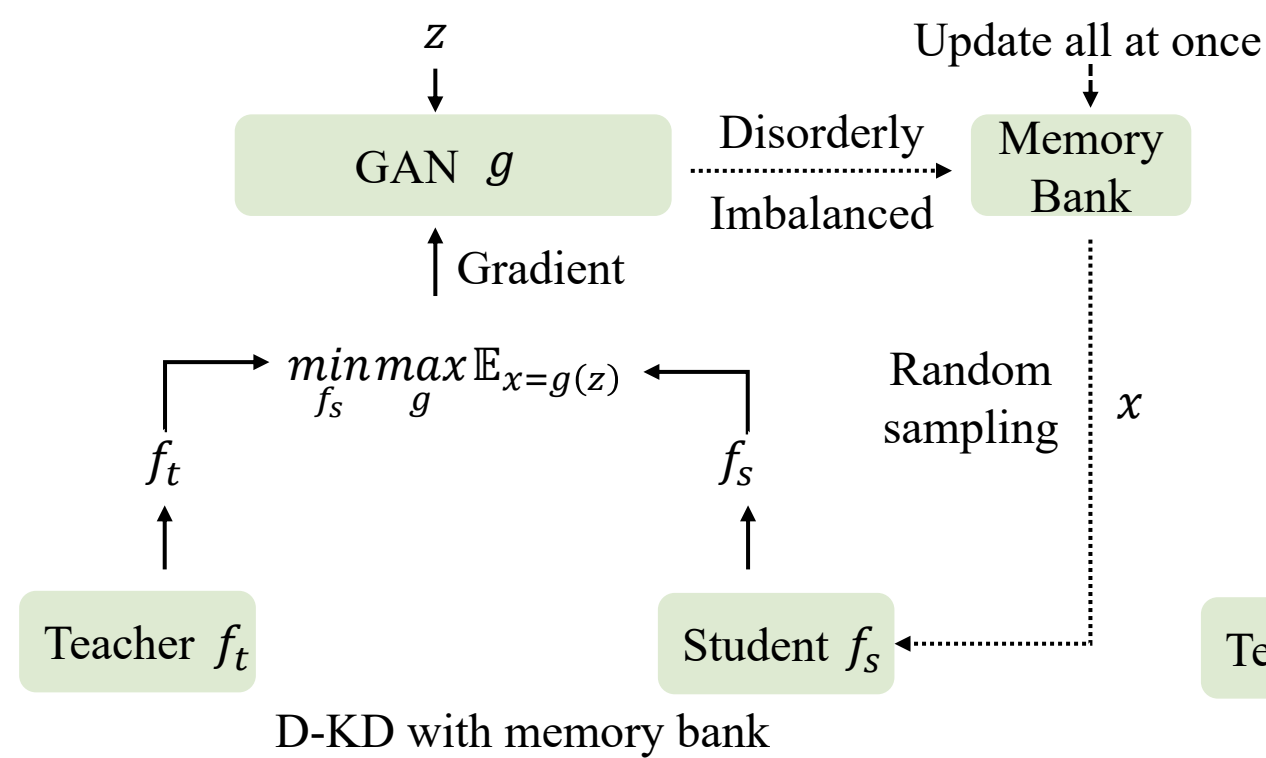 z
Update all at once
GAN g
Disorderly
Imbalanced
Memory
Bank
Gradient
min max 𝔼ₓ₌g(z)
fₛ g
Random
sampling
x
fₜ
fₛ
Teacher fₜ
Student fₛ
Te
D-KD with memory bank